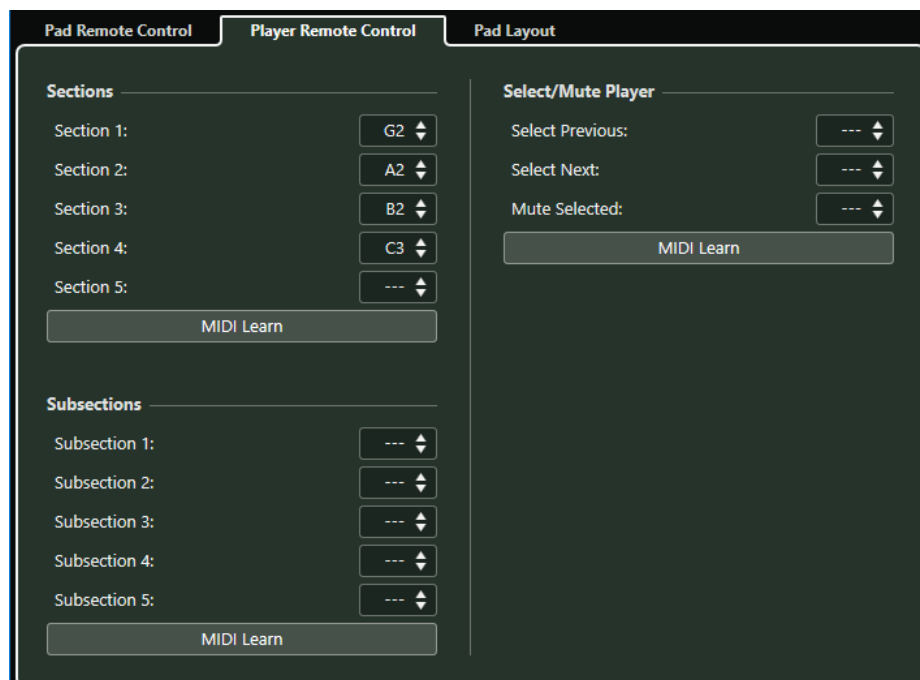 Pad Remote Control Player Remote Control Pad Layout
Sections
Section 1: G2
Section 2: A2
Section 3: B2
Section 4: C3
Section 5: ---
MIDI Learn
Subsections
Subsection 1: ---
Subsection 2: ---
Subsection 3: ---
Subsection 4: ---
Subsection 5: ---
MIDI Learn
Select/Mute Player
Select Previous: ---
Select Next: ---
Mute Selected: ---
MIDI Learn